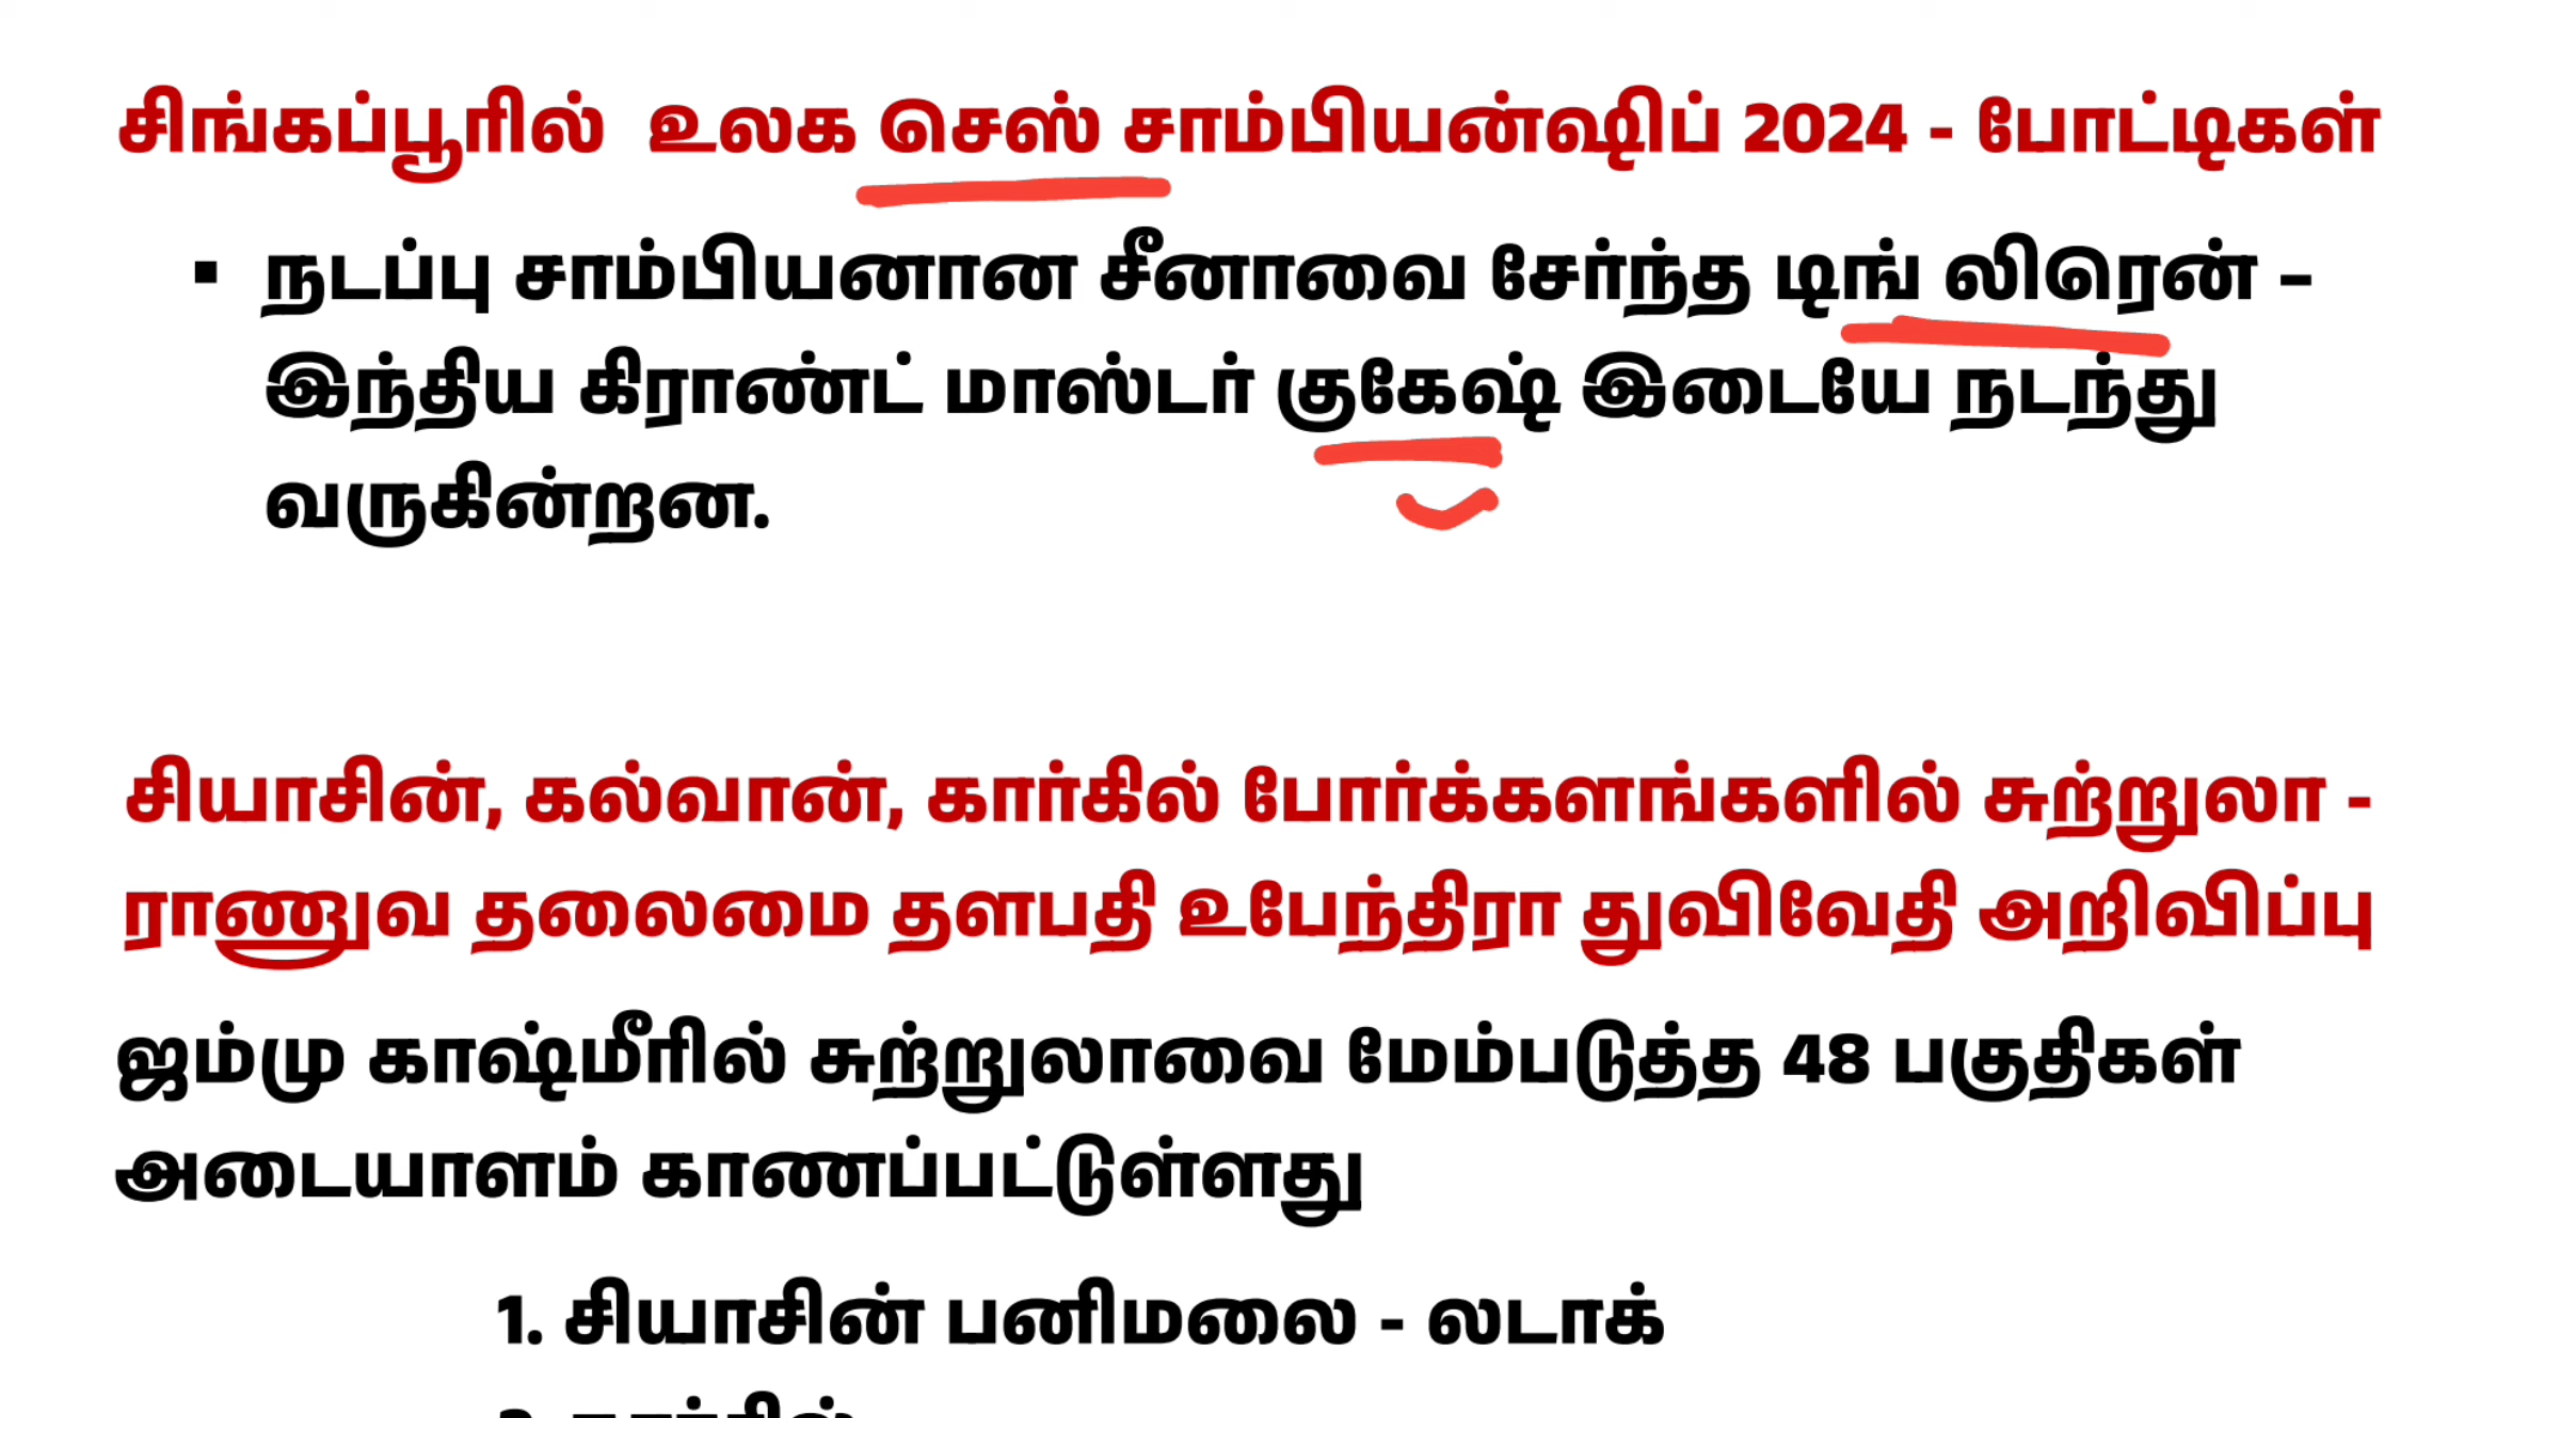 சிங்கப்பூரில் உலக செஸ் சாம்பியன்ஷிப் 2024 - போட்டிகள்
▪ நடப்பு சாம்பியனான சீனாவை சேர்ந்த டிங் லிரென் –
இந்திய கிராண்ட் மாஸ்டர் குகேஷ் இடையே நடந்து
வருகின்றன.
சியாசின், கல்வான், கார்கில் போர்க்களங்களில் சுற்றுலா -
ராணுவ தலைமை தளபதி உபேந்திரா துவிவேதி அறிவிப்பு
ஜம்மு காஷ்மீரில் சுற்றுலாவை மேம்படுத்த 48 பகுதிகள்
அடையாளம் காணப்பட்டுள்ளது
1. சியாசின் பனிமலை - லடாக்